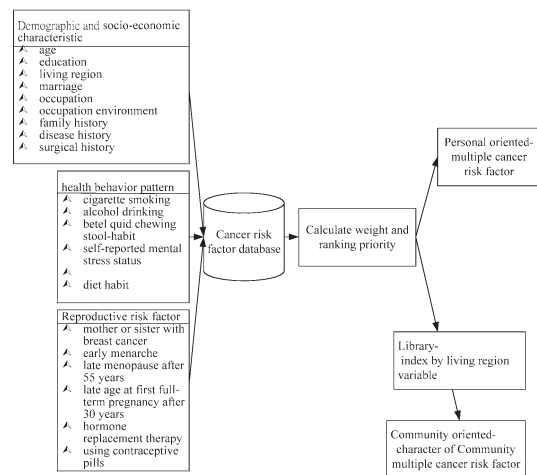 Demographic and socio-economic
characteristic
age
education
living region
marriage
occupation
occupation environment
family history
disease history
surgical history
health behavior pattern
cigarette smoking
alcohol drinking
betel quid chewing
stool-habit
self-reported mental
stress status
diet habit
Reproductive risk factor
mother or sister with
breast cancer
early menarche
late menopause after
55 years
late age at first full-
term pregnancy after
30 years
hormone
replacement therapy
using contraceptive
pills
Cancer risk
factor database
Calculate weight and
ranking priority
Personal oriented-
multiple cancer
risk factor
Library-
index by living region
variable
Community oriented-
character of Community
multiple cancer risk factor